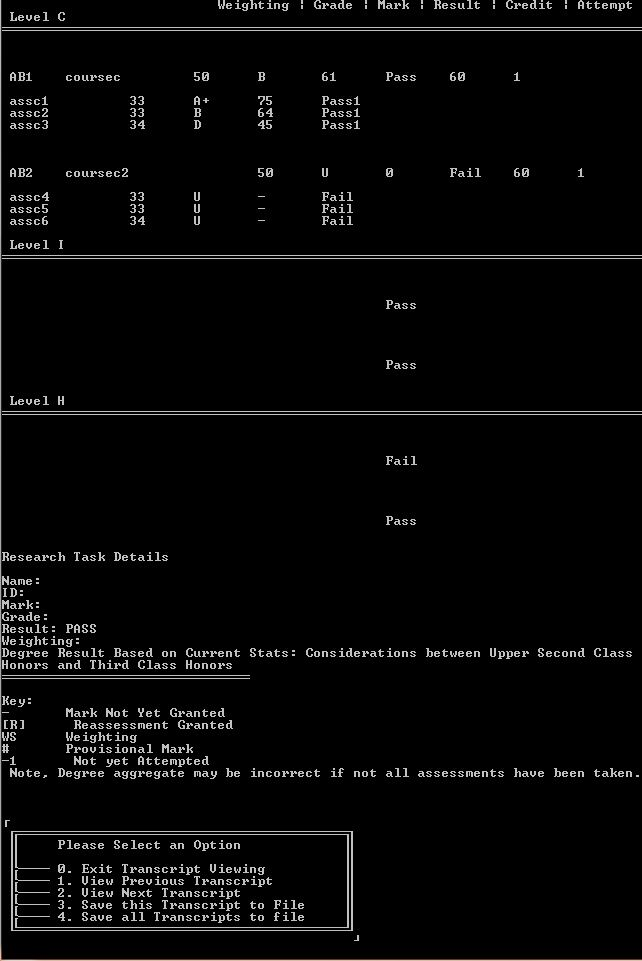 Weighting ¦ Grade ¦ Mark ¦ Result ¦ Credit ¦ Attempt
Level C
AB1 coursec 50 B 61 Pass 60 1
assc1 33 A+ 75 Pass1
assc2 33 B 64 Pass1
assc3 34 D 45 Pass1
AB2 coursec2 50 U 0 Fail 60 1
assc4 33 U - Fail
assc5 33 U - Fail
assc6 34 U - Fail
Level I
Pass
Pass
Level H
Fail
Pass
Research Task Details
Name:
ID:
Mark:
Grade:
Result: PASS
Weighting:
Degree Result Based on Current Stats: Considerations between Upper Second Class
Honors and Third Class Honors
Key:
- Mark Not Yet Granted
[R] Reassessment Granted
WS Weighting
# Provisional Mark
-1 Not yet Attempted
Note, Degree aggregate may be incorrect if not all assessments have been taken.
Please Select an Option
0. Exit Transcript Viewing
1. View Previous Transcript
2. View Next Transcript
3. Save this Transcript to File
4. Save all Transcripts to file